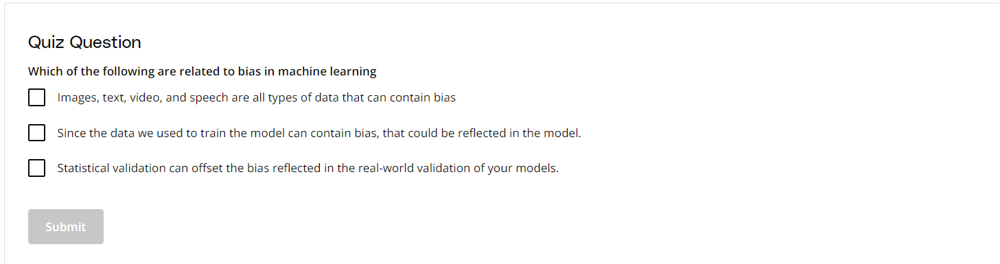 Quiz Question
Which of the following are related to bias in machine learning
Images, text, video, and speech are all types of data that can contain bias
Since the data we used to train the model can contain bias, that could be reflected in the model.
Statistical validation can offset the bias reflected in the real-world validation of your models.
Submit